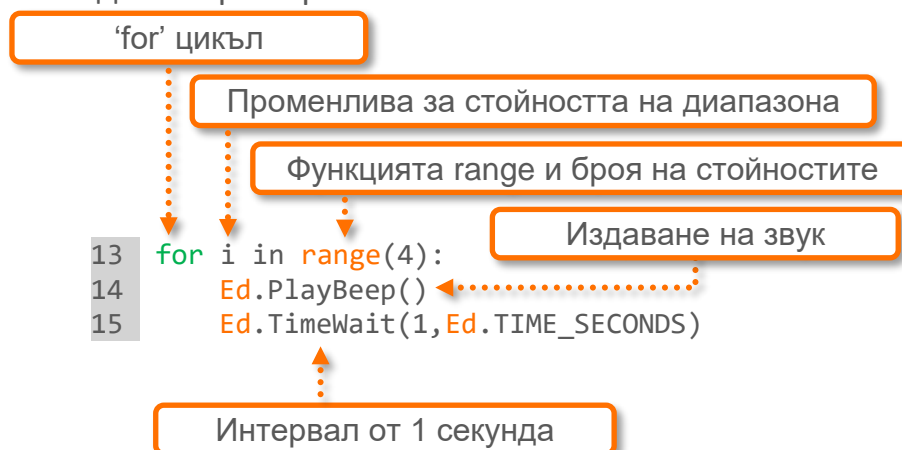 ‘for’ цикъл
Променлива за стойността на диапазона
Функцията range и броя на стойностите
Издаване на звук
13 for i in range(4):
14 Ed.PlayBeep()
15 Ed.TimeWait(1,Ed.TIME_SECONDS)
Интервал от 1 секунда